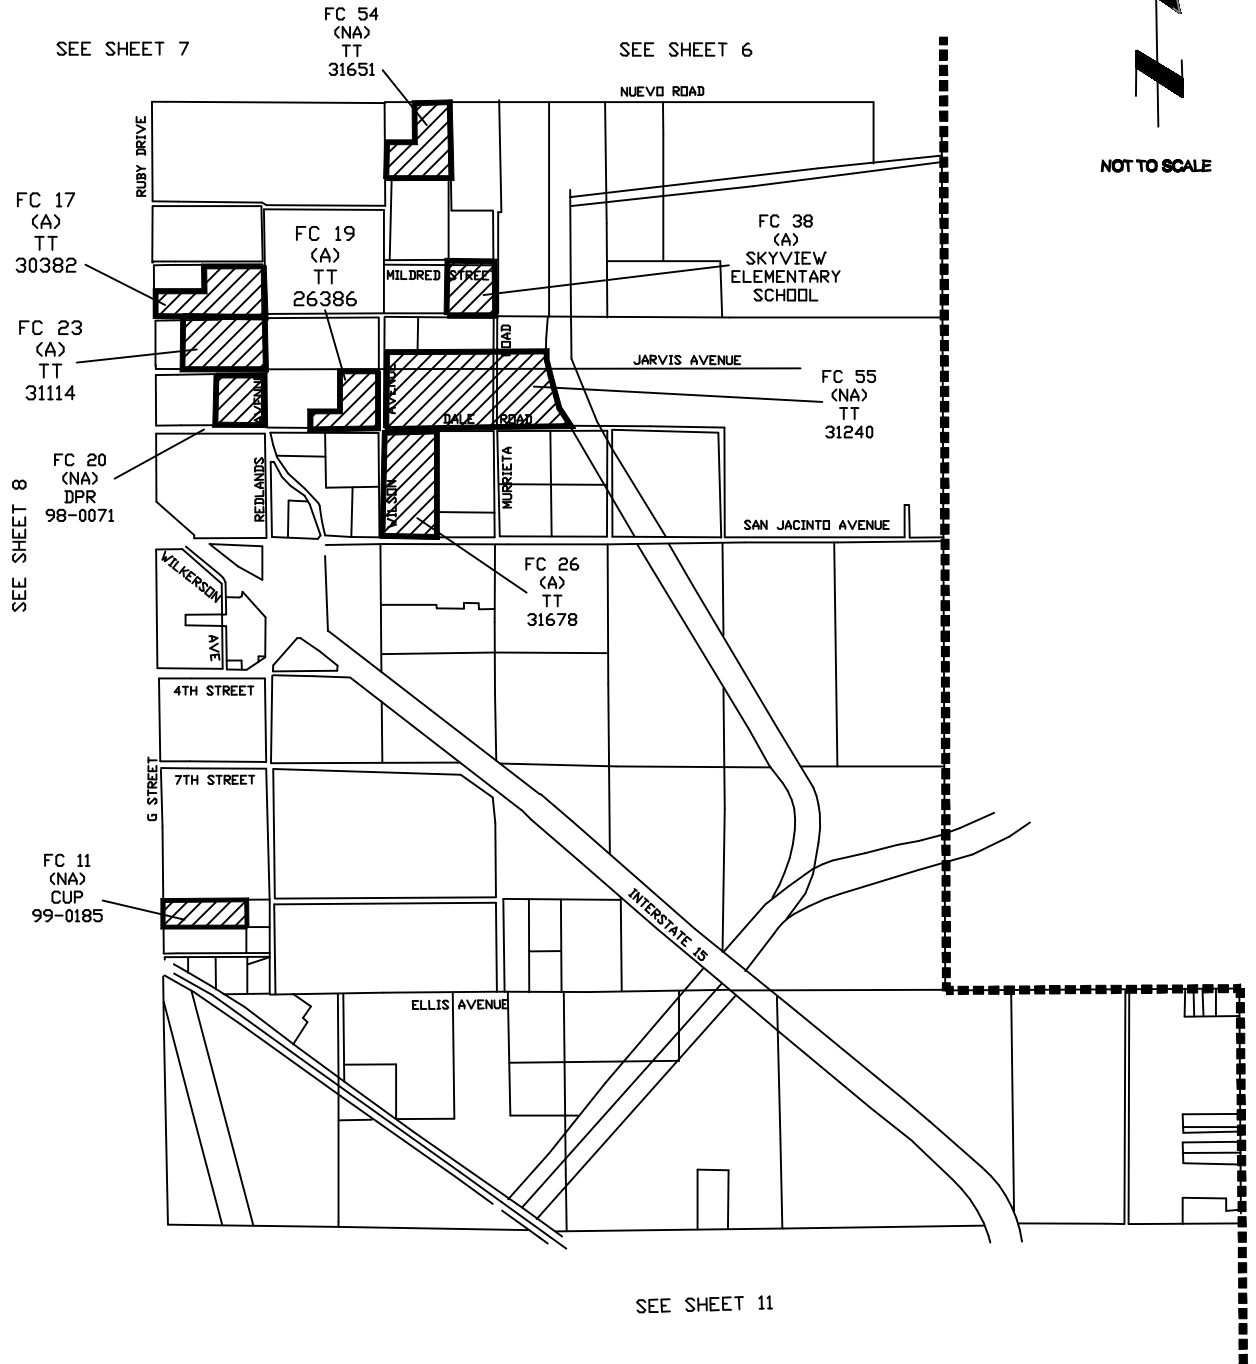 FC 54
(NA)
TT
31651
SEE SHEET 7
SEE SHEET 6
NUEVO ROAD
RUBY DRIVE
NOT TO SCALE
FC 17
(A)
TT
30382
FC 19
(A)
TT
26386
FC 38
(A)
SKYVIEW
ELEMENTARY
SCHOOL
MILDRED STREE
FC 23
(A)
TT
31114
ROAD
JARVIS AVENUE
AVENUE
AVENUE
FC 55
(NA)
TT
31240
DALE ROAD
FC 20
(NA)
DPR
98-0071
REDLANDS
WILSON
MURRIETA
SAN JACINTO AVENUE
SEE SHEET 8
FC 26
(A)
TT
31678
WILKERSON
AVE
4TH STREET
7TH STREET
G STREET
FC 11
(NA)
CUP
99-0185
INTERSTATE 15
ELLIS AVENUE
SEE SHEET 11